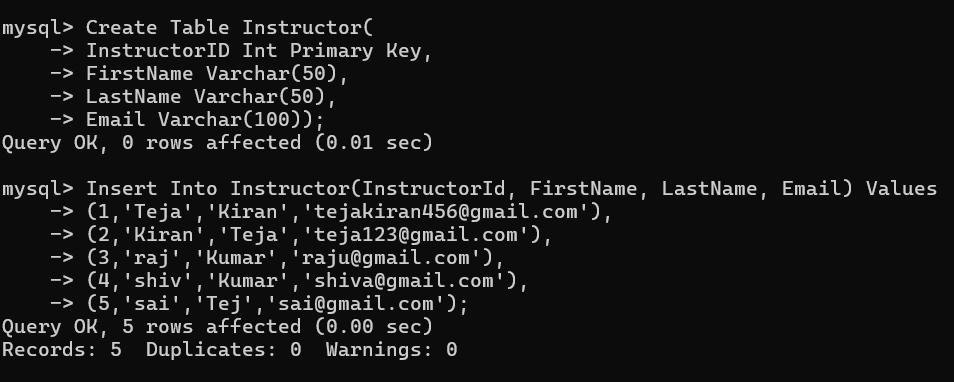 mysql> Create Table Instructor(
    -> InstructorID Int Primary Key,
    -> FirstName Varchar(50),
    -> LastName Varchar(50),
    -> Email Varchar(100));
Query OK, 0 rows affected (0.01 sec)

mysql> Insert Into Instructor(InstructorId, FirstName, LastName, Email) Values
    -> (1,'Teja','Kiran','tejakiran456@gmail.com'),
    -> (2,'Kiran','Teja','teja123@gmail.com'),
    -> (3,'raj','Kumar','raju@gmail.com'),
    -> (4,'shiv','Kumar','shiva@gmail.com'),
    -> (5,'sai','Tej','sai@gmail.com');
Query OK, 5 rows affected (0.00 sec)
Records: 5  Duplicates: 0  Warnings: 0